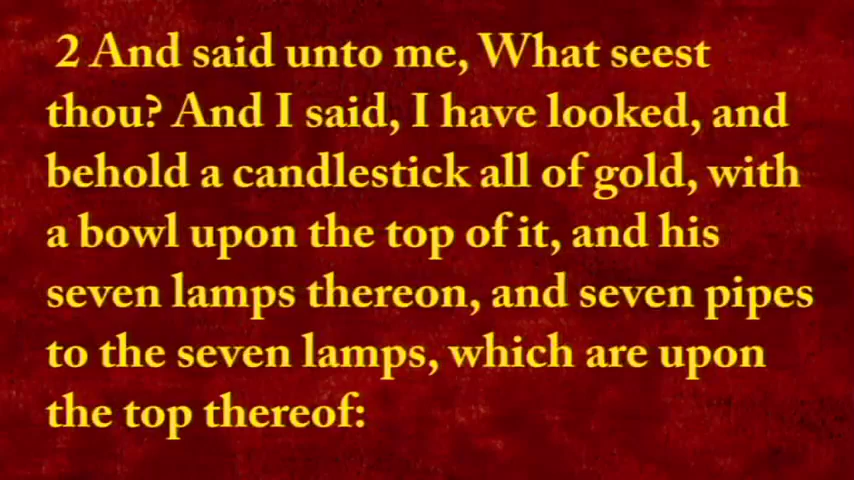 2 And said unto me, What seest
thou? And I said, I have looked, and
behold a candlestick all of gold, with
a bowl upon the top of it, and his
seven lamps thereon, and seven pipes
to the seven lamps, which are upon
the top thereof: